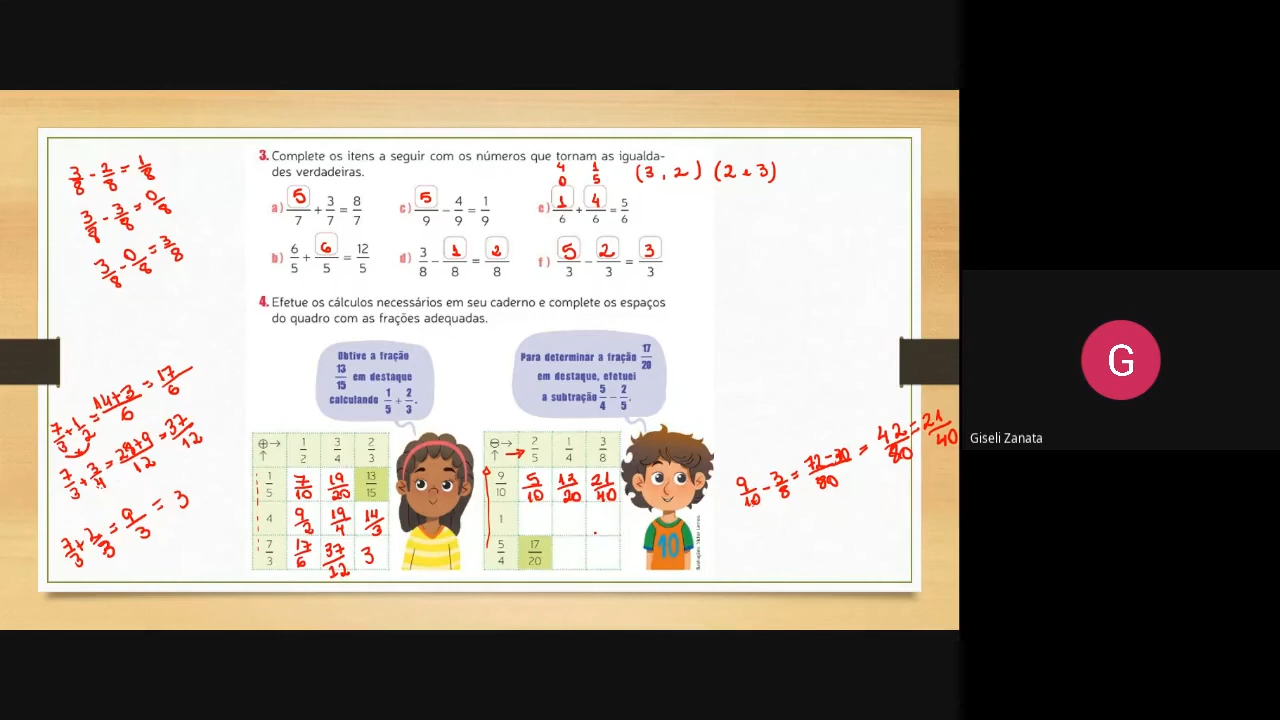 3/8 - 2/8 = 1/8
3/8 - 3/8 = 0/8
3/8 - 0/8 = 3/8
3. Complete os itens a seguir com os números que tornam as igualda-
des verdadeiras.
4 1 (3, 2) (2 e 3)
0 5
a) 5/7 + 3/7 = 8/7 c) 5/9 - 4/9 = 1/9 e) 1/6 + 4/6 = 5/6
b) 6/5 + 6/5 = 12/5 d) 3/8 - 1/8 = 2/8 f) 5/3 - 2/3 = 3/3
4. Efetue os cálculos necessários em seu caderno e complete os espaços
do quadro com as frações adequadas.
Obtive a fração
13/15 em destaque
calculando 1/5 + 2/3.
Para determinar a fração 17/20
em destaque, efetuei
a subtração 5/4 - 2/5.
7/3 + 1/2 = 14+3/6 = 17/6
7/3 + 3/4 = 28+9/12 = 37/12
7/3 + 2/3 = 9/3 = 3
⊕→ 1/2 3/4 2/3
↑
1/5 7/10 19/20 13/15
4 9/2 19/4 14/3
7/3 17/6 37/12 3
⊖→ 2/5 1/4 3/8
↑
9/10 5/10 13/20 21/40
1
5/4 17/20
10
9/10 - 3/8 = 72-30/80 = 42/80 = 21/40
G
Giseli Zanata